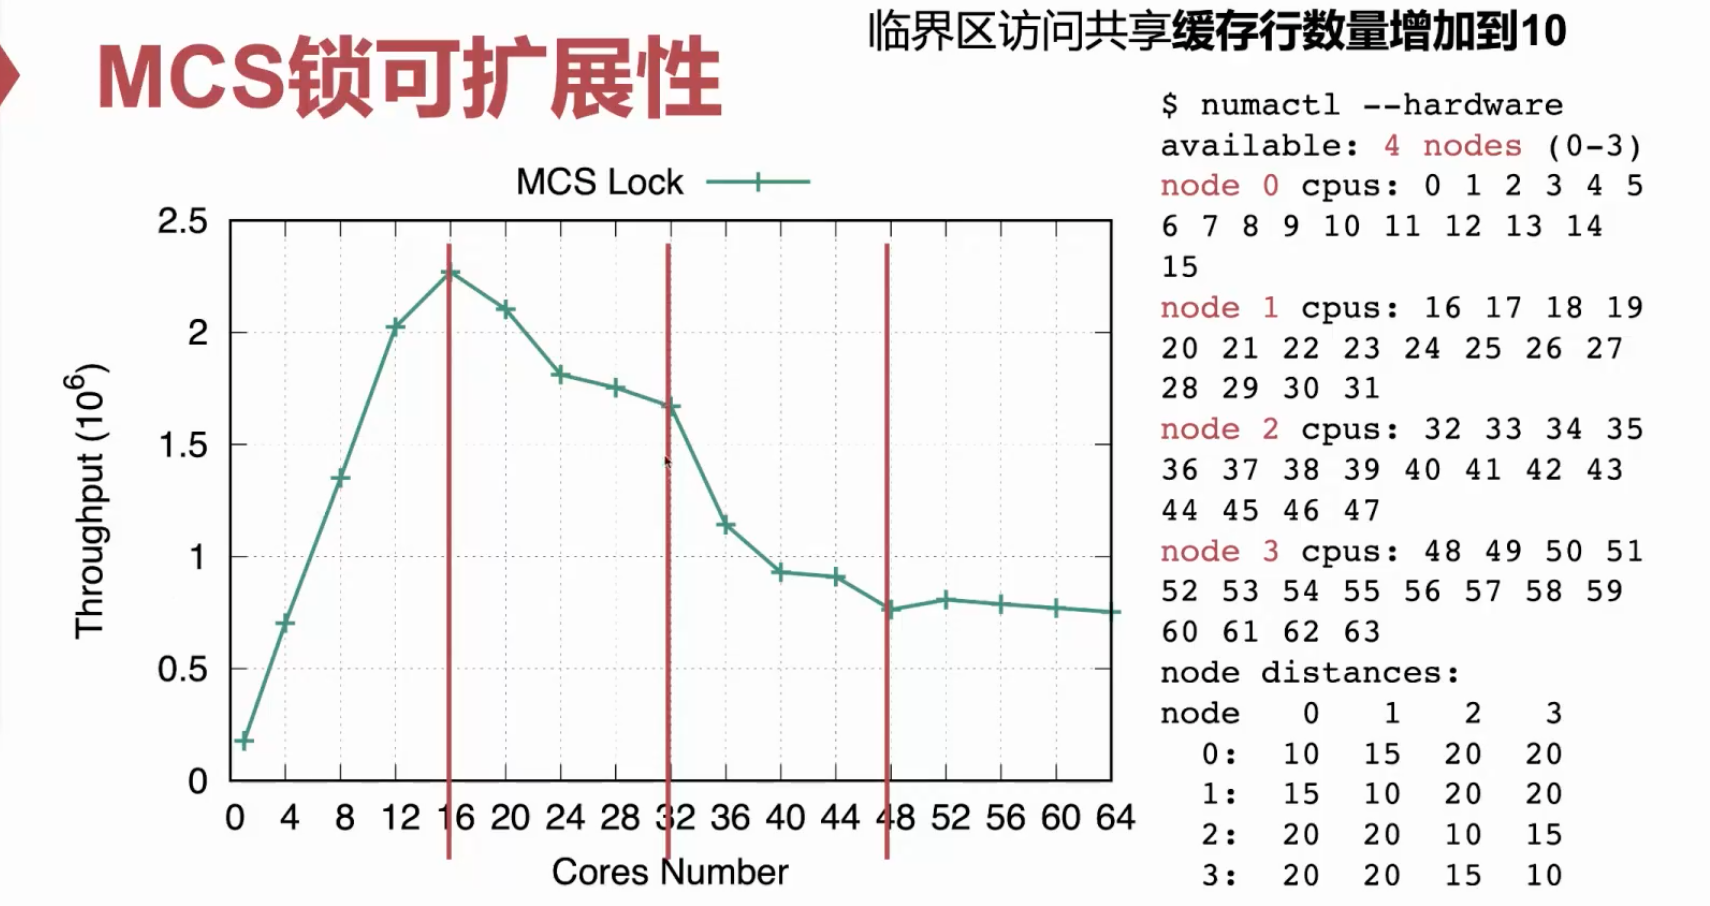 临界区访问共享缓存行数量增加到10
MCS锁可扩展性
MCS Lock
2.5
2
1.5
1
0.5
0
Throughput (10⁶)
0 4 8 12 16 20 24 28 32 36 40 44 48 52 56 60 64
Cores Number
$ numactl --hardware
available: 4 nodes (0-3)
node 0 cpus: 0 1 2 3 4 5
6 7 8 9 10 11 12 13 14
15
node 1 cpus: 16 17 18 19
20 21 22 23 24 25 26 27
28 29 30 31
node 2 cpus: 32 33 34 35
36 37 38 39 40 41 42 43
44 45 46 47
node 3 cpus: 48 49 50 51
52 53 54 55 56 57 58 59
60 61 62 63
node distances:
node 0 1 2 3
0: 10 15 20 20
1: 15 10 20 20
2: 20 20 10 15
3: 20 20 15 10